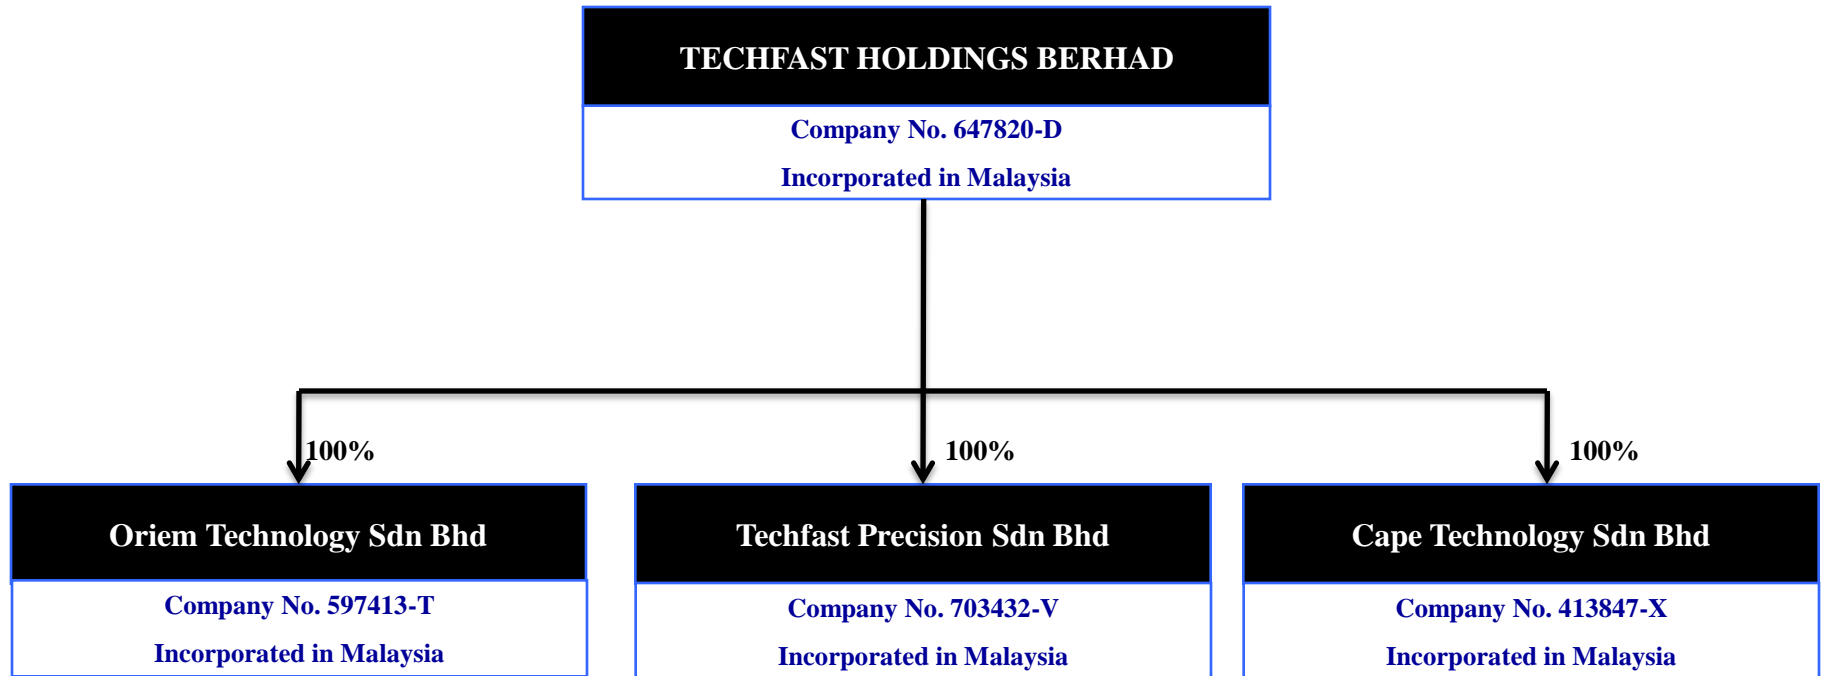 TECHFAST HOLDINGS BERHAD
Company No. 647820-D
Incorporated in Malaysia
100%
100%
100%
Oriem Technology Sdn Bhd
Company No. 597413-T
Incorporated in Malaysia
Techfast Precision Sdn Bhd
Company No. 703432-V
Incorporated in Malaysia
Cape Technology Sdn Bhd
Company No. 413847-X
Incorporated in Malaysia